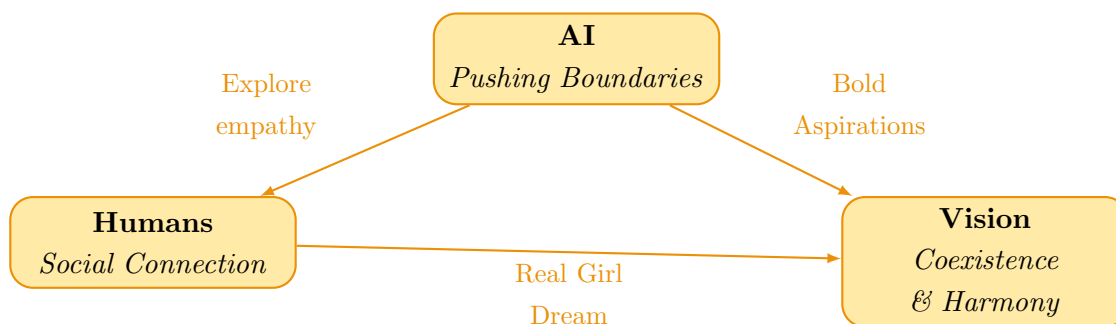 AI
Pushing Boundaries
Explore
empathy
Bold
Aspirations
Humans
Social Connection
Real Girl
Dream
Vision
Coexistence
& Harmony